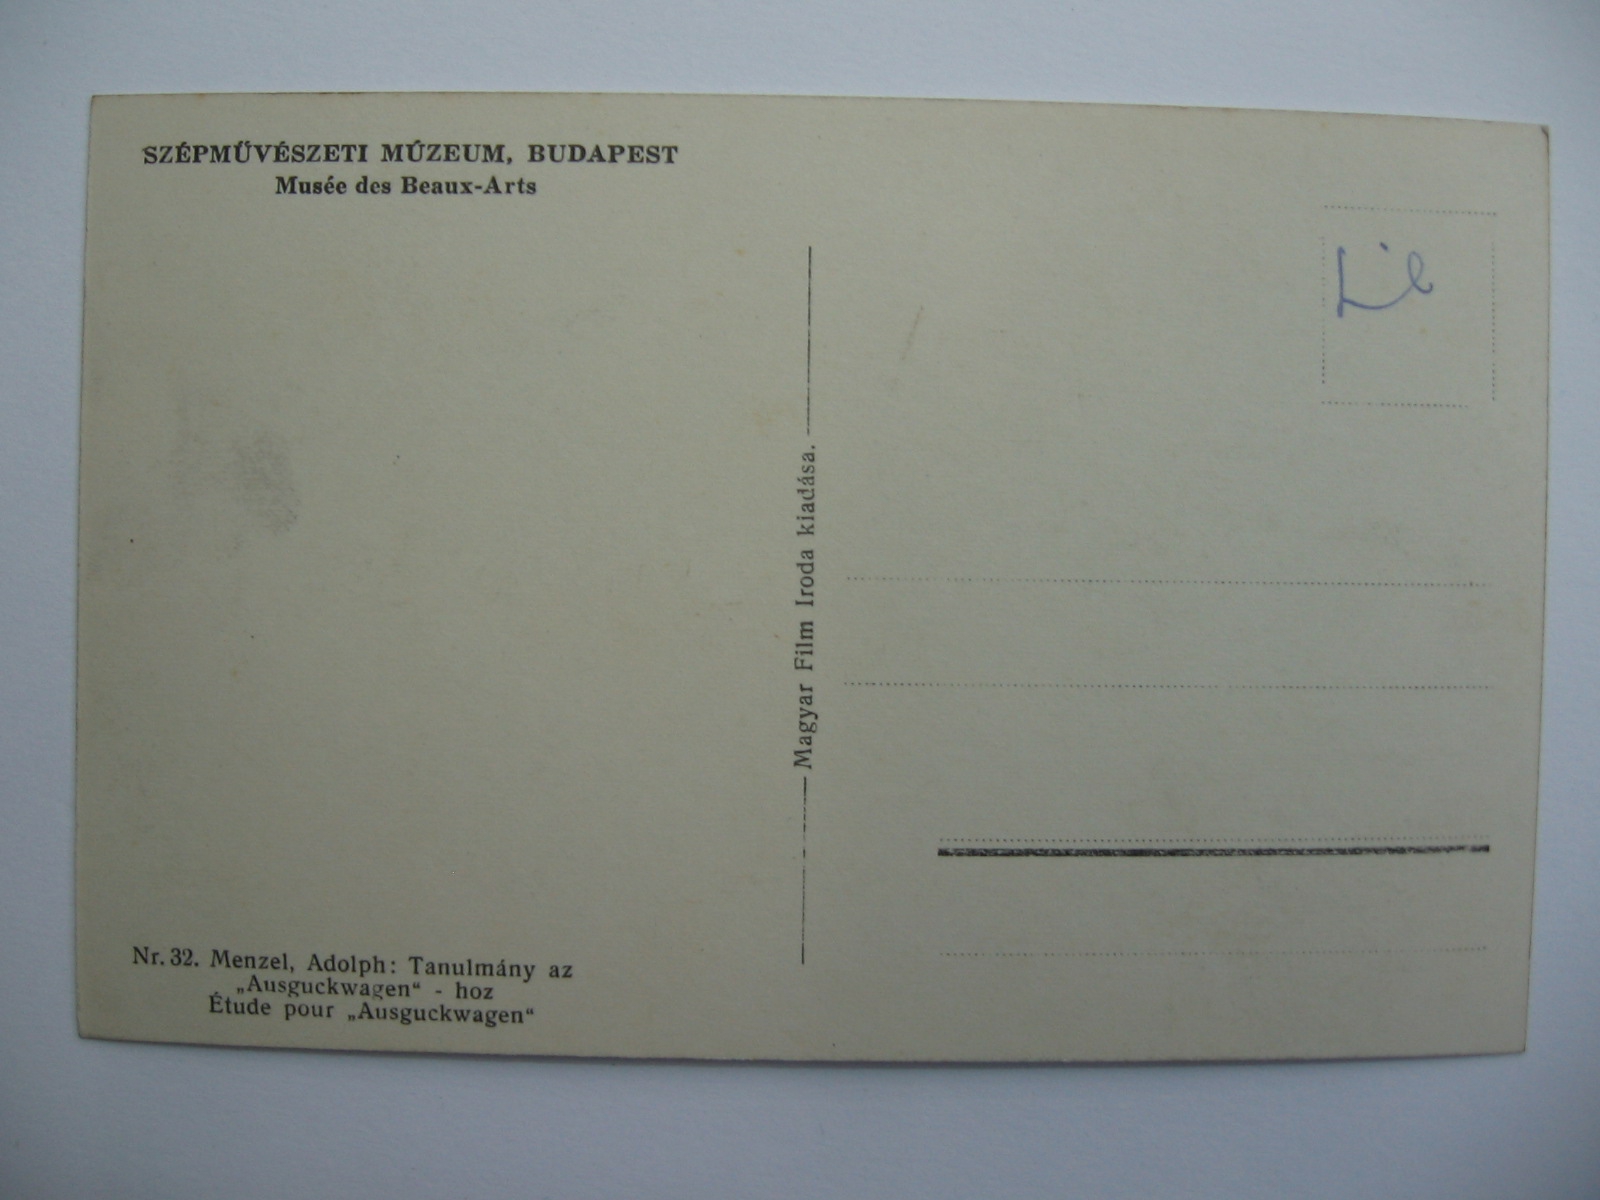 SZÉPMŰVÉSZETI MÚZEUM, BUDAPEST
Musée des Beaux-Arts
Magyar Film Iroda kiadása.
Nr. 32. Menzel, Adolph: Tanulmány az
„Ausguckwagen“ - hoz
Étude pour „Ausguckwagen“